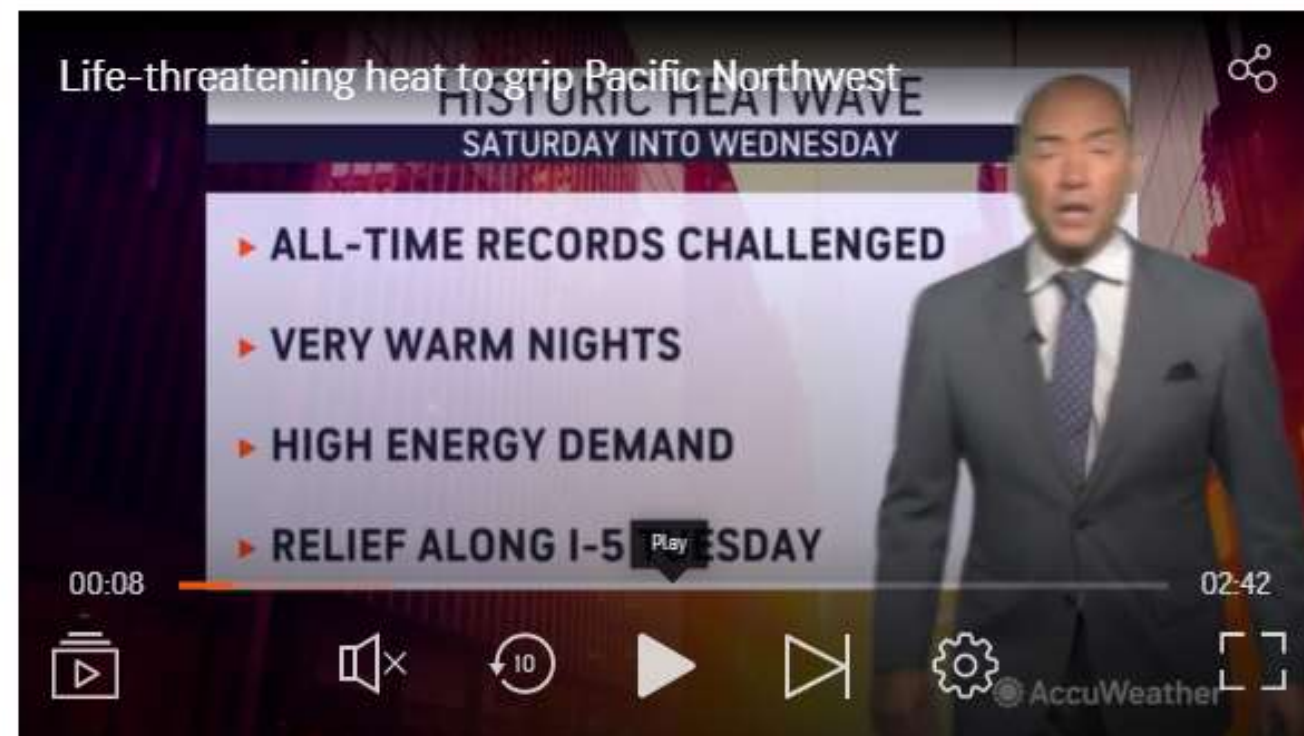 Life-threatening heat to grip Pacific Northwest
HISTORIC HEATWAVE
SATURDAY INTO WEDNESDAY
ALL-TIME RECORDS CHALLENGED
VERY WARM NIGHTS
HIGH ENERGY DEMAND
RELIEF ALONG I-5 ESDAY
Play
00:08
02:42
10
AccuWeather